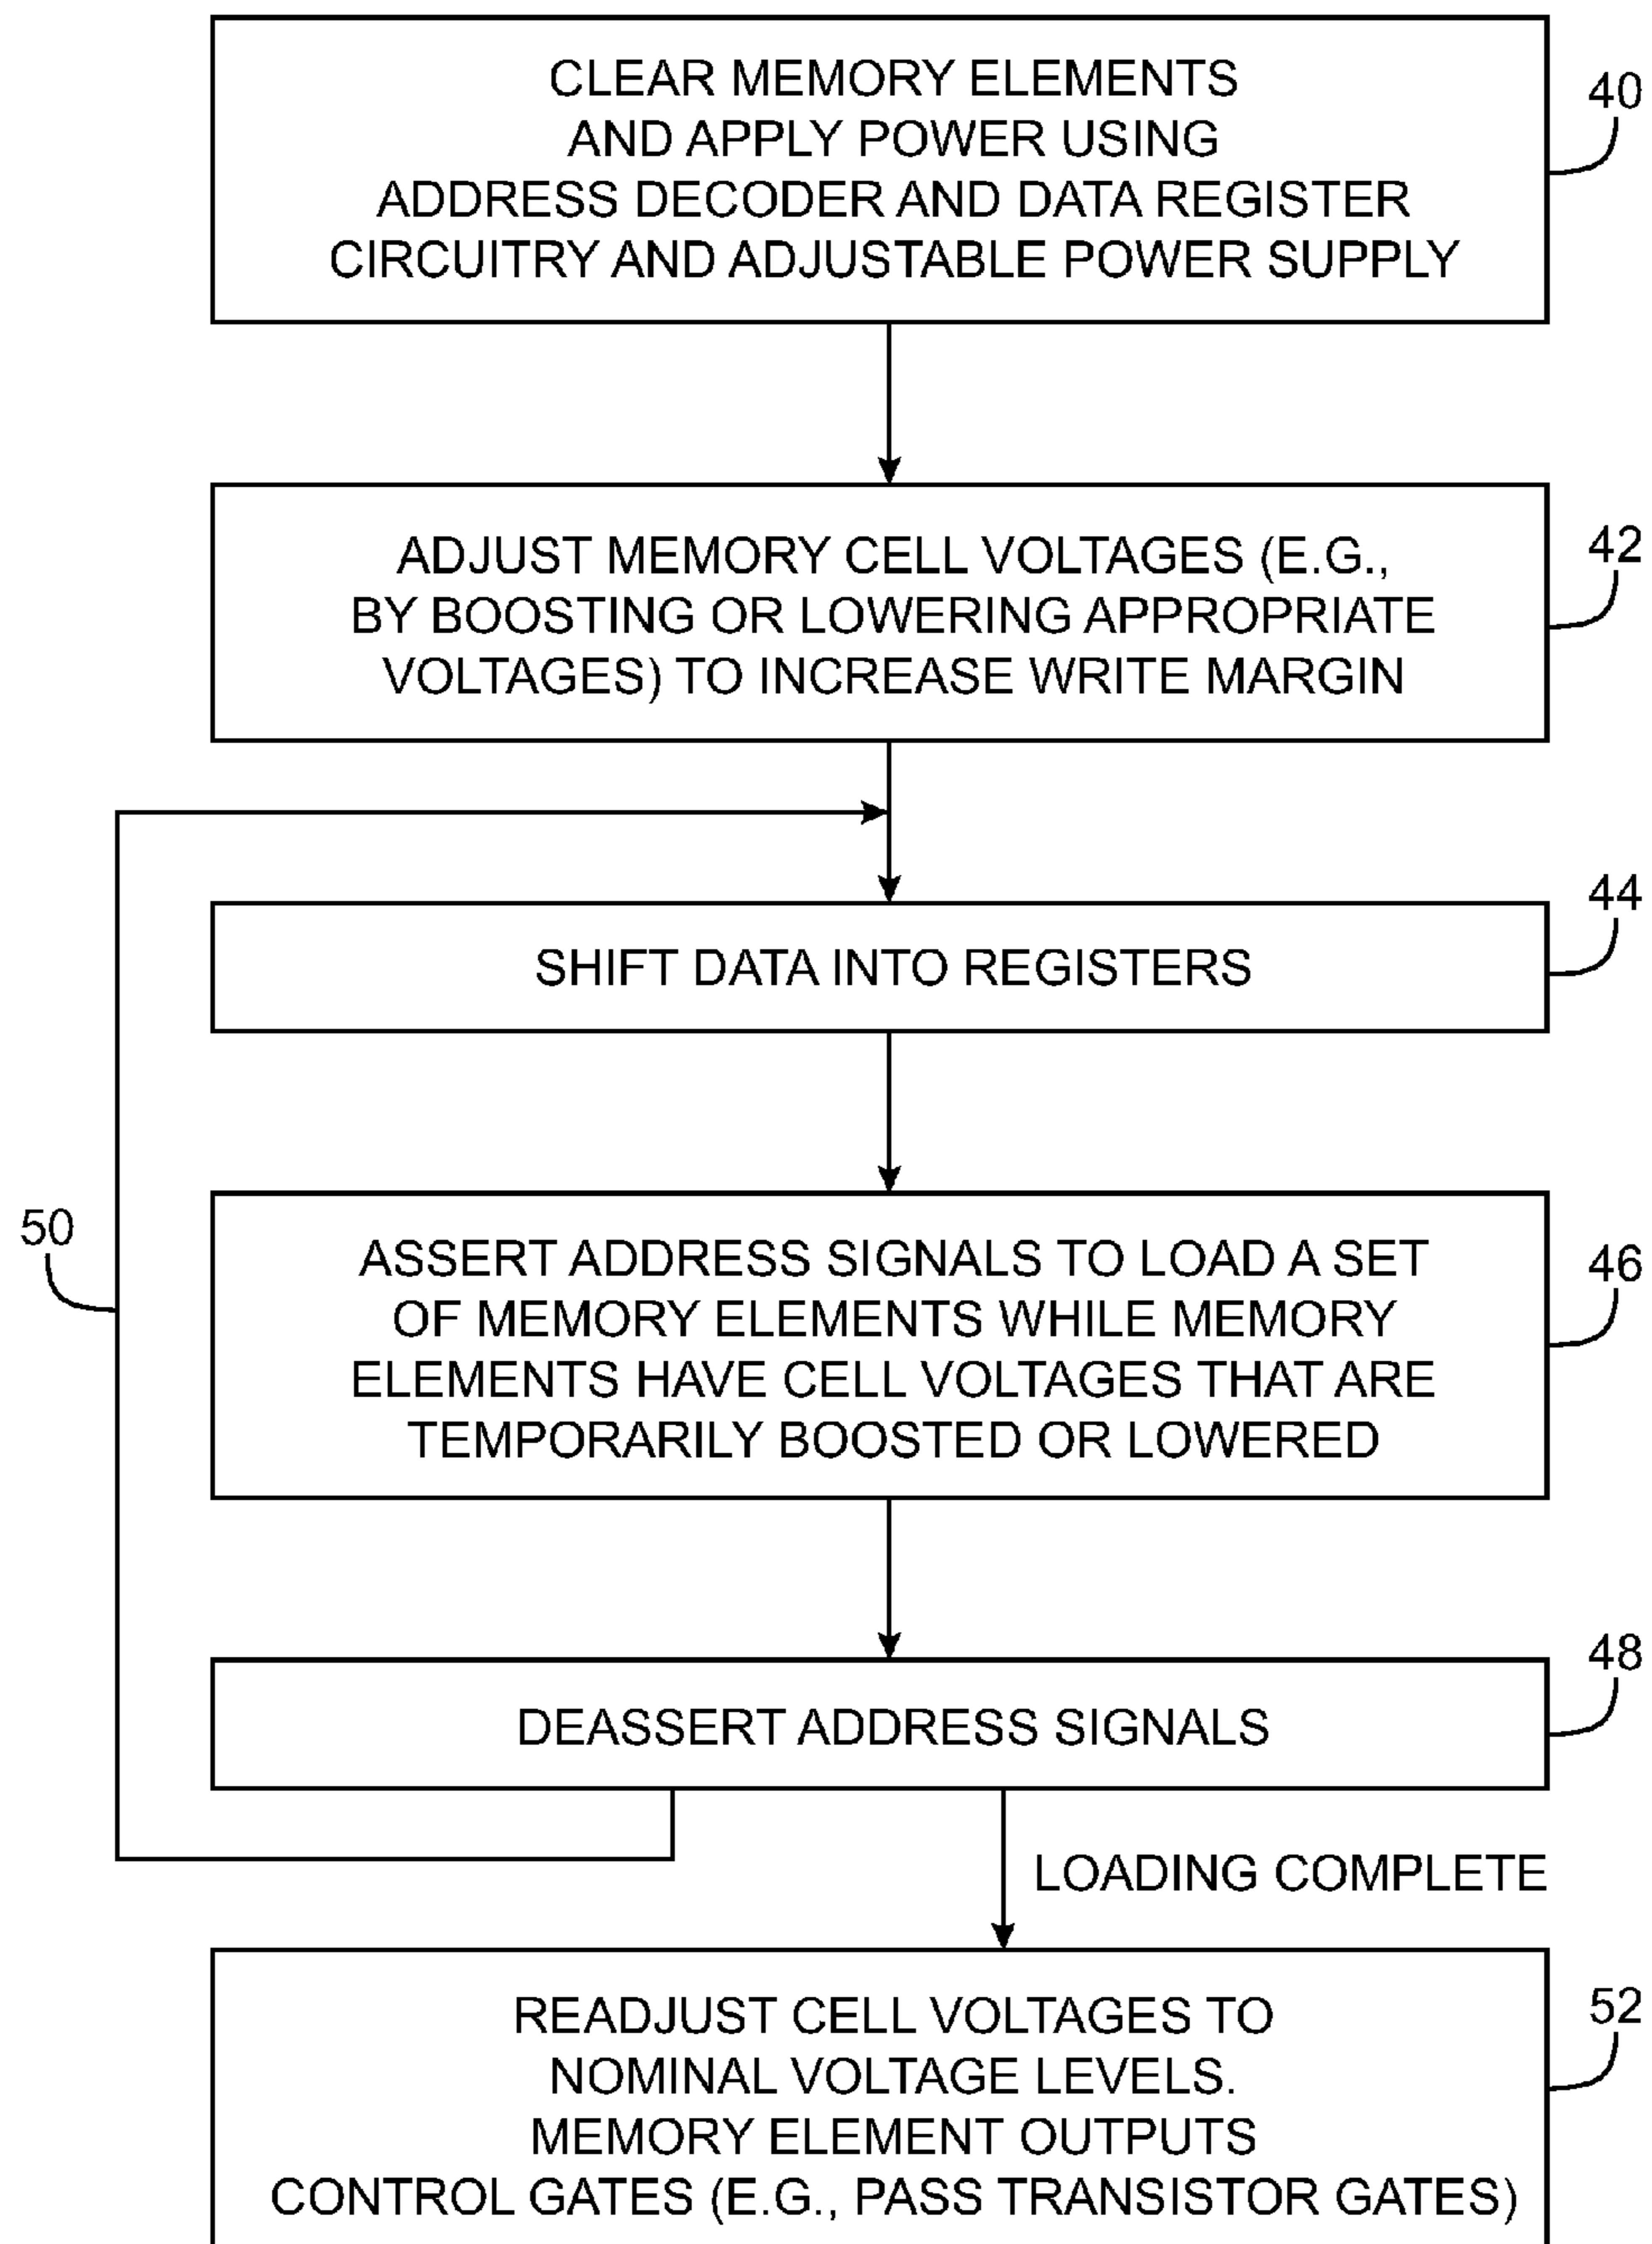 CLEAR MEMORY ELEMENTS
AND APPLY POWER USING
ADDRESS DECODER AND DATA REGISTER
CIRCUITRY AND ADJUSTABLE POWER SUPPLY
40
ADJUST MEMORY CELL VOLTAGES (E.G.,
BY BOOSTING OR LOWERING APPROPRIATE
VOLTAGES) TO INCREASE WRITE MARGIN
42
SHIFT DATA INTO REGISTERS
44
50
ASSERT ADDRESS SIGNALS TO LOAD A SET
OF MEMORY ELEMENTS WHILE MEMORY
ELEMENTS HAVE CELL VOLTAGES THAT ARE
TEMPORARILY BOOSTED OR LOWERED
46
DEASSERT ADDRESS SIGNALS
48
LOADING COMPLETE
READJUST CELL VOLTAGES TO
NOMINAL VOLTAGE LEVELS.
MEMORY ELEMENT OUTPUTS
CONTROL GATES (E.G., PASS TRANSISTOR GATES)
52